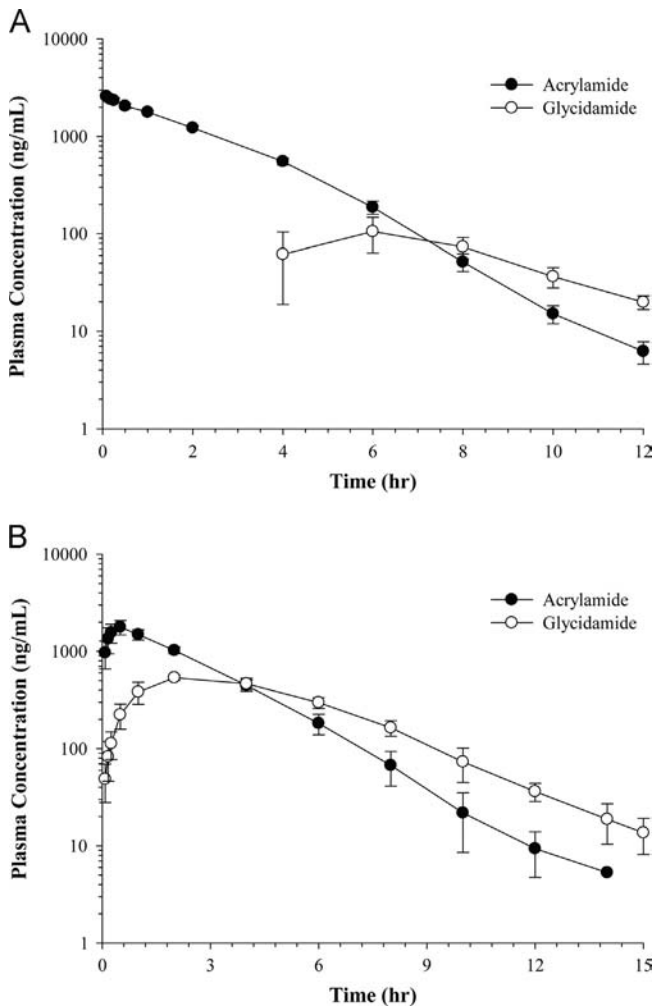 A
10000
1000
100
10
1
Plasma Concentration (ng/mL)
Acrylamide
Glycidamide
0 2 4 6 8 10 12
Time (hr)
B
10000
1000
100
10
1
Plasma Concentration (ng/mL)
Acrylamide
Glycidamide
0 3 6 9 12 15
Time (hr)